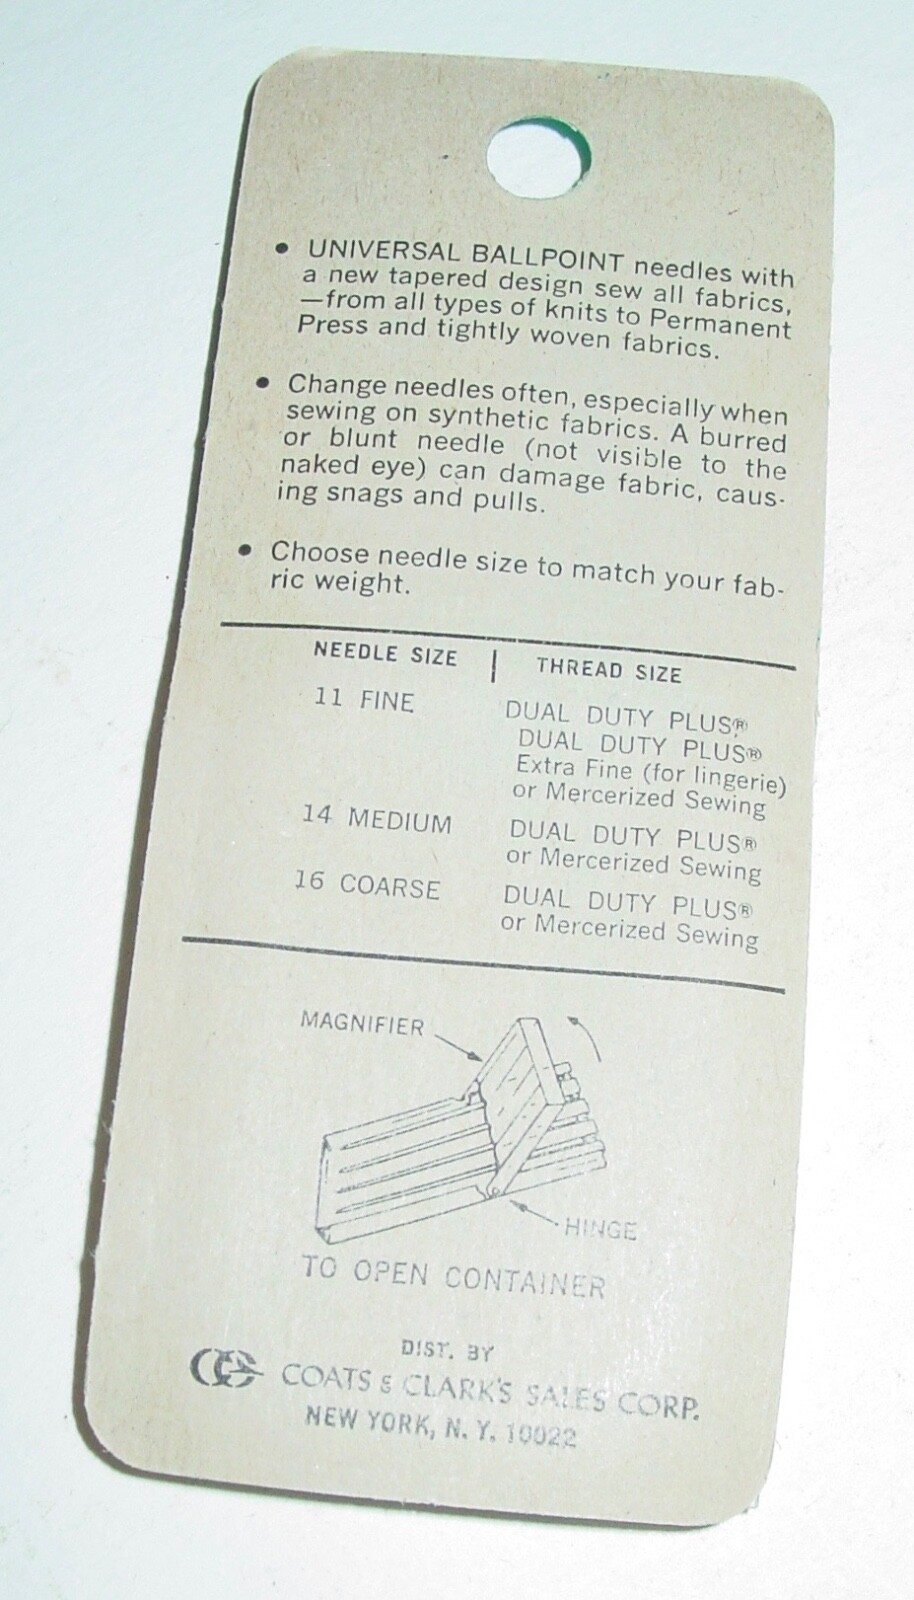 • UNIVERSAL BALLPOINT needles with
a new tapered design sew all fabrics,
—from all types of knits to Permanent
Press and tightly woven fabrics.
• Change needles often, especially when
sewing on synthetic fabrics. A burred
or blunt needle (not visible to the
naked eye) can damage fabric, caus-
ing snags and pulls.
• Choose needle size to match your fab-
ric weight.
NEEDLE SIZE | THREAD SIZE
11 FINE DUAL DUTY PLUS®,
DUAL DUTY PLUS®
Extra Fine (for lingerie)
or Mercerized Sewing
14 MEDIUM DUAL DUTY PLUS®
or Mercerized Sewing
16 COARSE DUAL DUTY PLUS®
or Mercerized Sewing
MAGNIFIER
HINGE
TO OPEN CONTAINER
DIST. BY
COATS & CLARK'S SALES CORP.
NEW YORK, N. Y. 10022